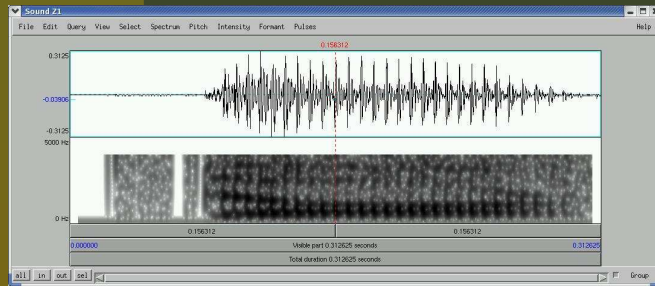 Sound Z1
File Edit Query View Select Spectrum Pitch Intensity Formant Pulses Help
0.156312
0.3125
-0.03906
-0.3125
5000 Hz
0 Hz
0.156312 0.156312
0.000000 Visible part 0.312625 seconds 0.312625
Total duration 0.312625 seconds
all in out sel Group